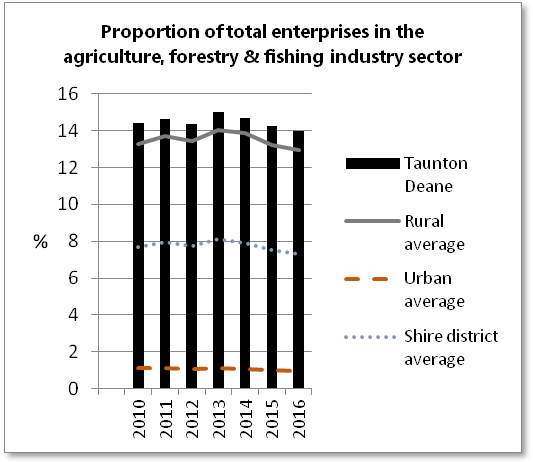 Proportion of total enterprises in the
agriculture, forestry & fishing industry sector
16
14
12
10
8
6
4
2
0
%
2010
2011
2012
2013
2014
2015
2016
Taunton
Deane
Rural
average
Urban
average
Shire district
average